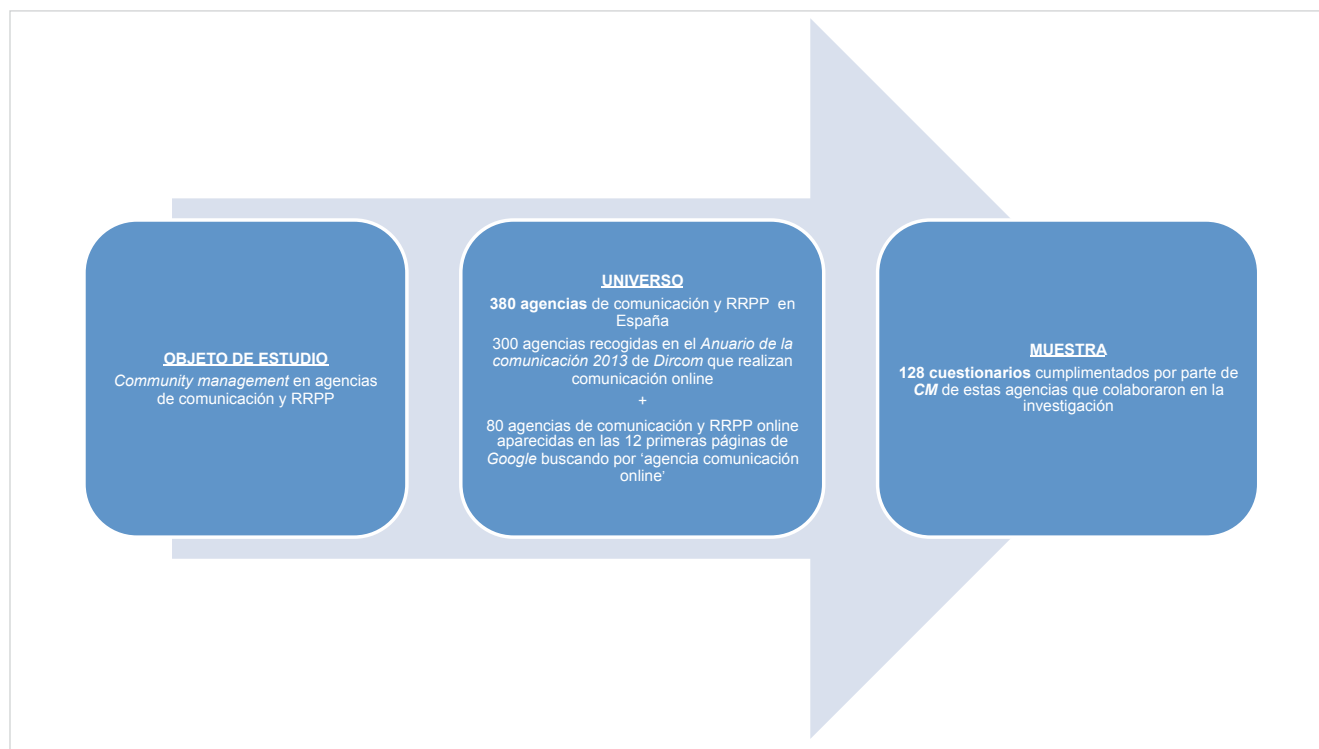 OBJETO DE ESTUDIO
Community management en agencias
de comunicación y RRPP
UNIVERSO
380 agencias de comunicación y RRPP en
España
300 agencias recogidas en el Anuario de la
comunicación 2013 de Dircom que realizan
comunicación online
+
80 agencias de comunicación y RRPP online
aparecidas en las 12 primeras páginas de
Google buscando por ‘agencia comunicación
online‘
MUESTRA
128 cuestionarios cumplimentados por parte de
CM de estas agencias que colaboraron en la
investigación